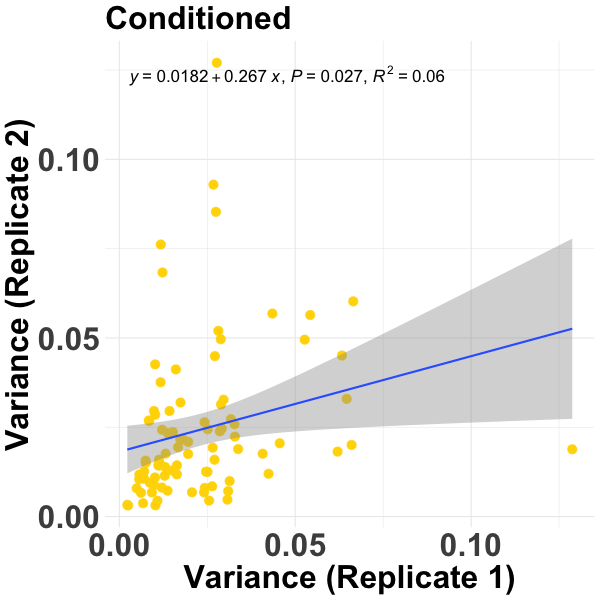 Conditioned
y = 0.0182 + 0.267 x, P = 0.027, R² = 0.06
Variance (Replicate 2)
0.10
0.05
0.00
0.00 0.05 0.10
Variance (Replicate 1)